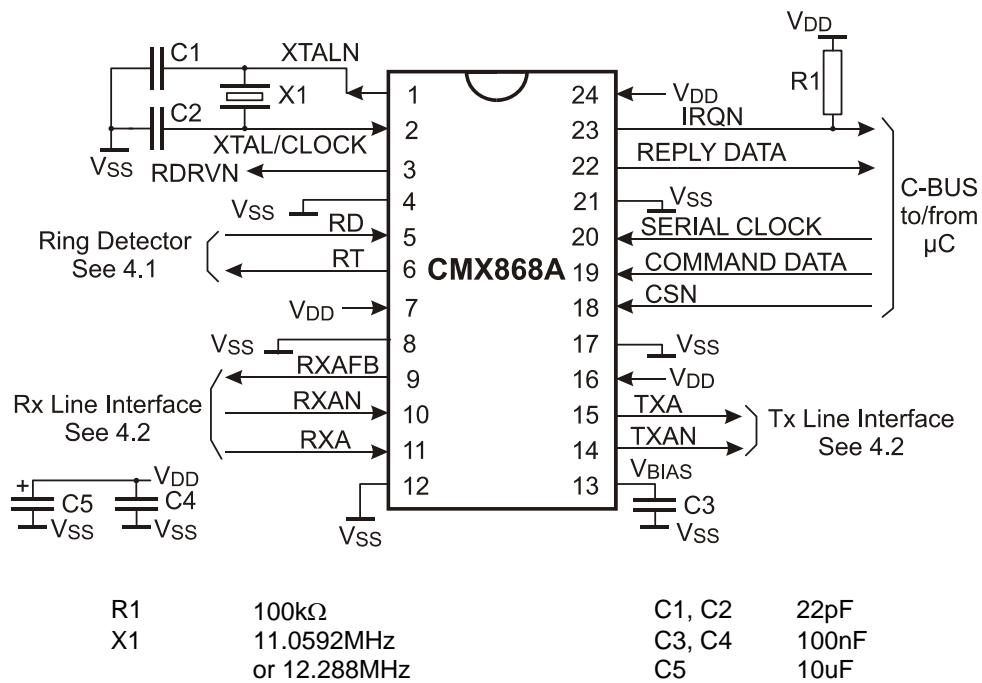 VDD
C1
XTALN
R1
X1
1
24
VDD
C2
2
23
IRQN
VSS
XTAL/CLOCK
RDRVN
3
22
REPLY DATA
VSS
4
21
VSS
C-BUS
to/from
µC
Ring Detector
See 4.1
RD
5
20
SERIAL CLOCK
RT
6
CMX868A
19
COMMAND DATA
VDD
7
18
CSN
VSS
8
17
VSS
RXAFB
9
16
VDD
Rx Line Interface
See 4.2
RXAN
10
15
TXA
Tx Line Interface
See 4.2
RXA
11
14
TXAN
VBIAS
+
VDD
C5
C4
12
13
C3
VSS
VSS
VSS
VSS
R1 100kΩ C1, C2 22pF
X1 11.0592MHz C3, C4 100nF
or 12.288MHz C5 10uF